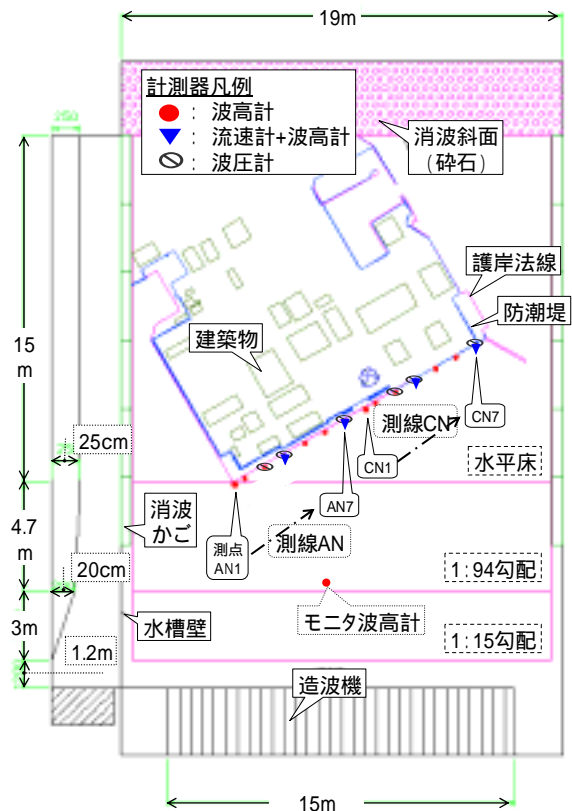 19m
計測器凡例
: 波高計
: 流速計+波高計
: 波圧計
消波斜面
(砕石)
護岸法線
防潮堤
建築物
15
m
測線CN
CN7
CN1
水平床
25cm
AN7
測点
AN1
測線AN
消波
かご
4.7
m
20cm
1:94勾配
モニタ波高計
3m
水槽壁
1:15勾配
1.2m
造波機
15m